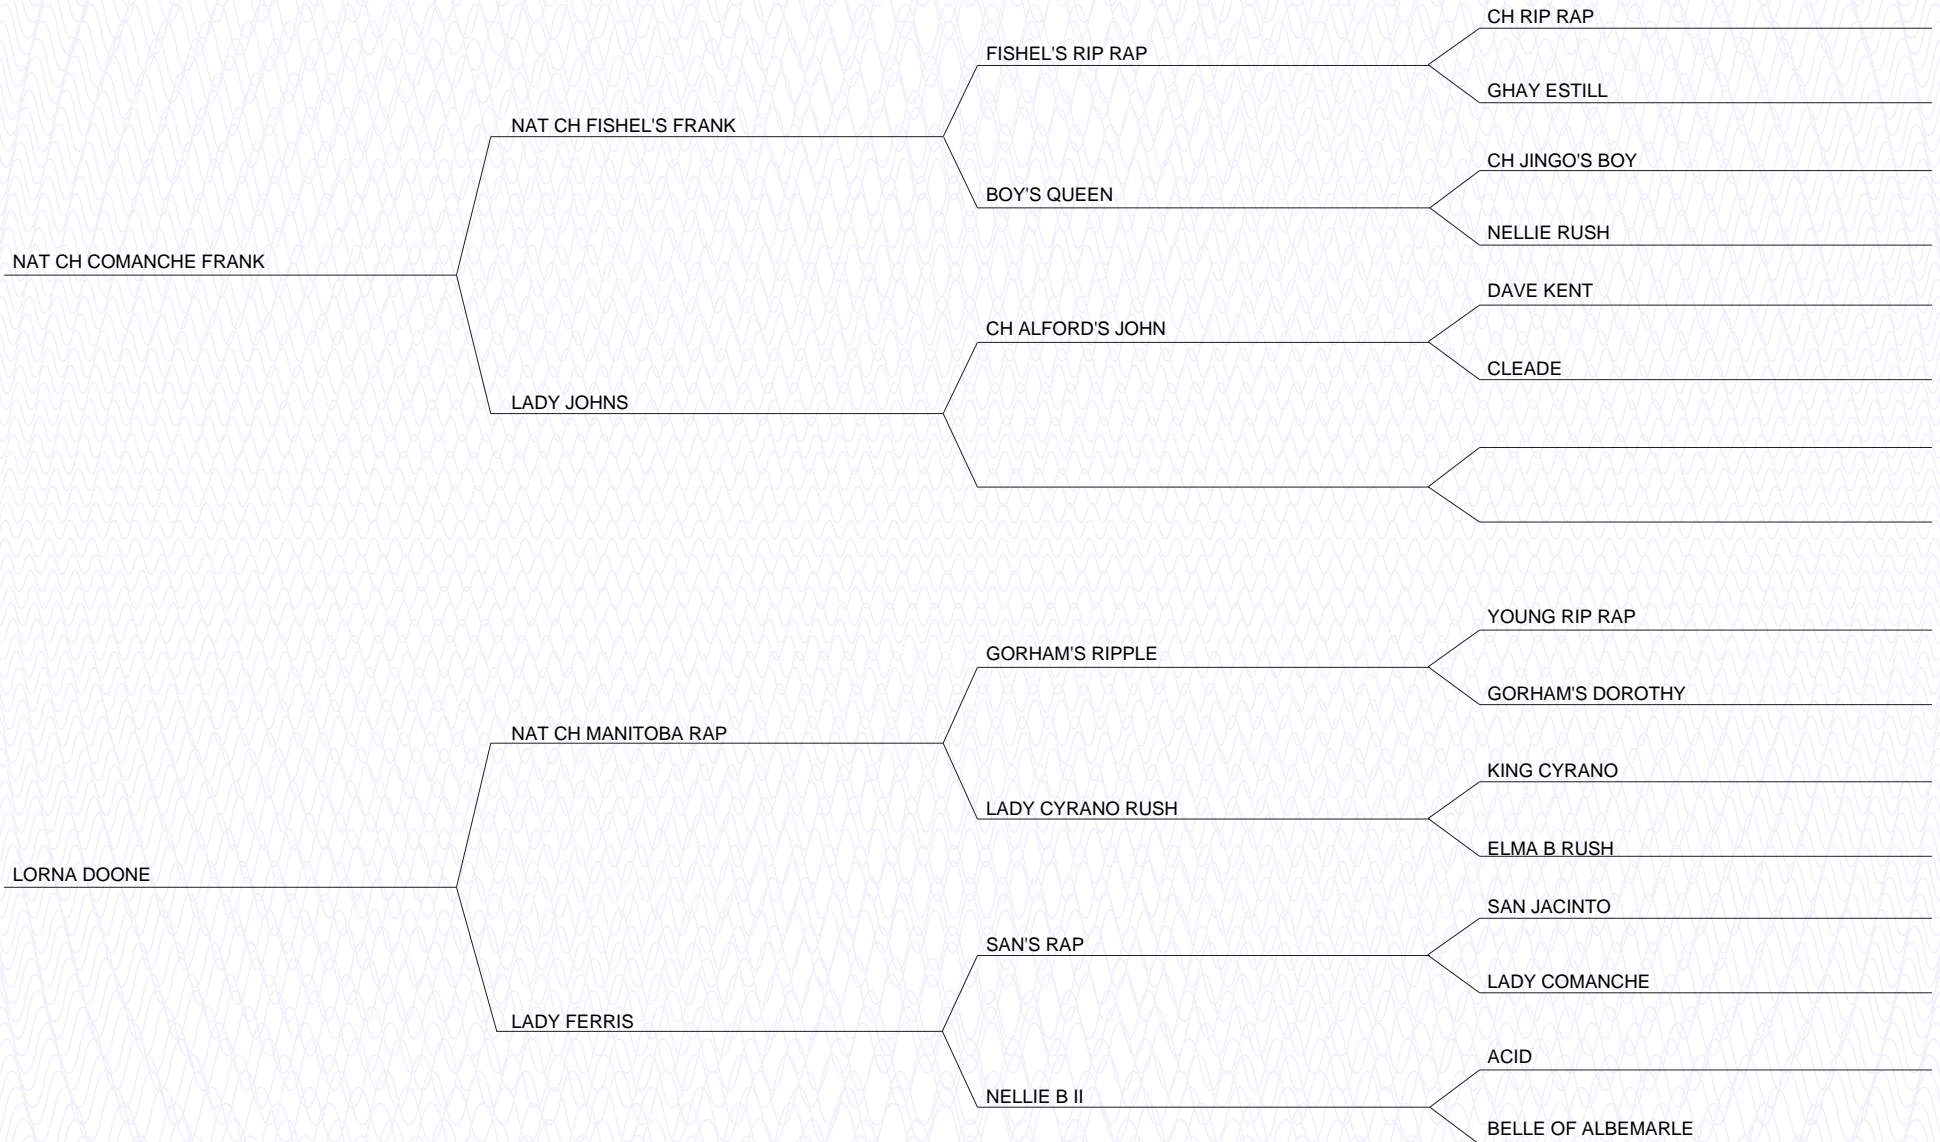 CH RIP RAP
FISHEL'S RIP RAP
GHAY ESTILL
NAT CH FISHEL'S FRANK
CH JINGO'S BOY
BOY'S QUEEN
NELLIE RUSH
NAT CH COMANCHE FRANK
DAVE KENT
CH ALFORD'S JOHN
CLEADE
LADY JOHNS
YOUNG RIP RAP
GORHAM'S RIPPLE
GORHAM'S DOROTHY
NAT CH MANITOBA RAP
KING CYRANO
LADY CYRANO RUSH
ELMA B RUSH
LORNA DOONE
SAN JACINTO
SAN'S RAP
LADY COMANCHE
LADY FERRIS
ACID
NELLIE B II
BELLE OF ALBEMARLE